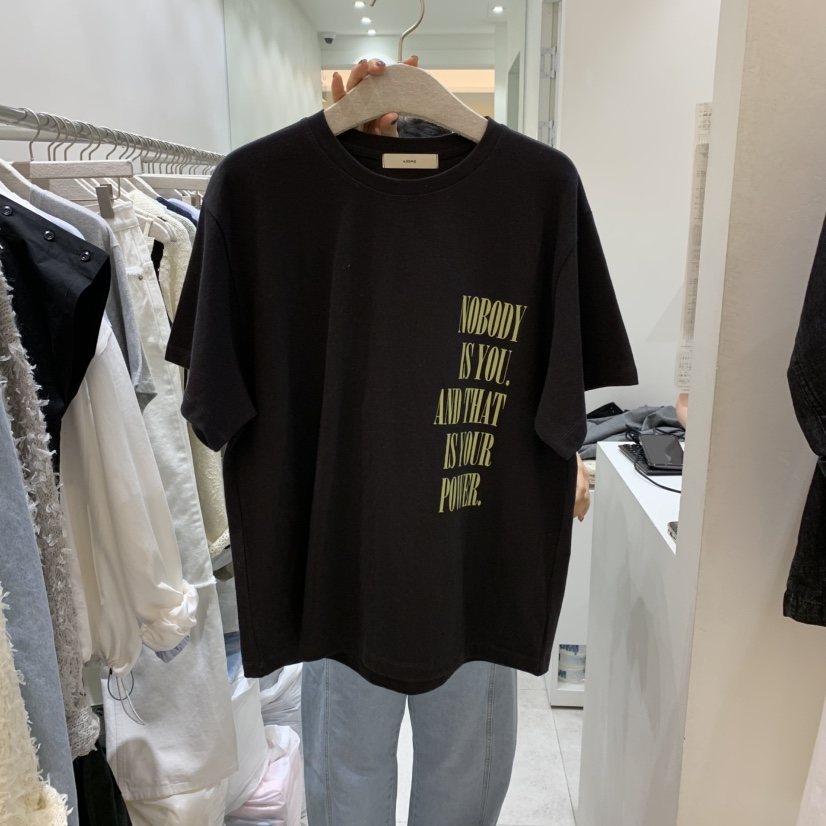 NOBODY
IS YOU.
AND THAT
IS YOUR
POWER.